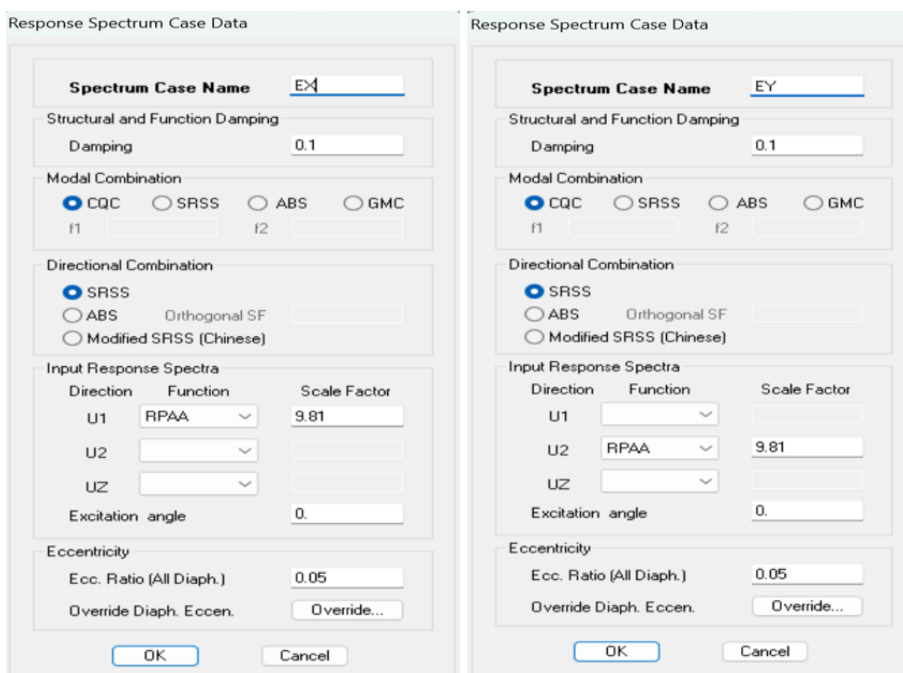 Response Spectrum Case Data
Spectrum Case Name EX
Structural and Function Damping
Damping 0.1
Modal Combination
CQC SRSS ABS GMC
f1 f2
Directional Combination
SRSS
ABS Orthogonal SF
Modified SRSS (Chinese)
Input Response Spectra
Direction Function Scale Factor
U1 RPAA 9.81
U2
UZ
Excitation angle 0.
Eccentricity
Ecc. Ratio (All Diaph.) 0.05
Override Diaph. Eccen. Override...
OK Cancel
Response Spectrum Case Data
Spectrum Case Name EY
Structural and Function Damping
Damping 0.1
Modal Combination
CQC SRSS ABS GMC
f1 f2
Directional Combination
SRSS
ABS Orthogonal SF
Modified SRSS (Chinese)
Input Response Spectra
Direction Function Scale Factor
U1
U2 RPAA 9.81
UZ
Excitation angle 0.
Eccentricity
Ecc. Ratio (All Diaph.) 0.05
Override Diaph. Eccen. Override...
OK Cancel